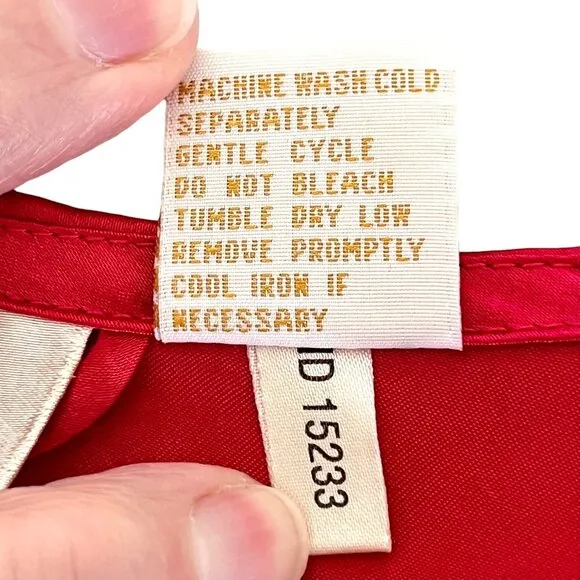 MACHINE WASH COLD
SEPARATELY
GENTLE CYCLE
DO NOT BLEACH
TUMBLE DRY LOW
REMOVE PROMPTLY
COOL IRON IF
NECESSARY
ID 15233